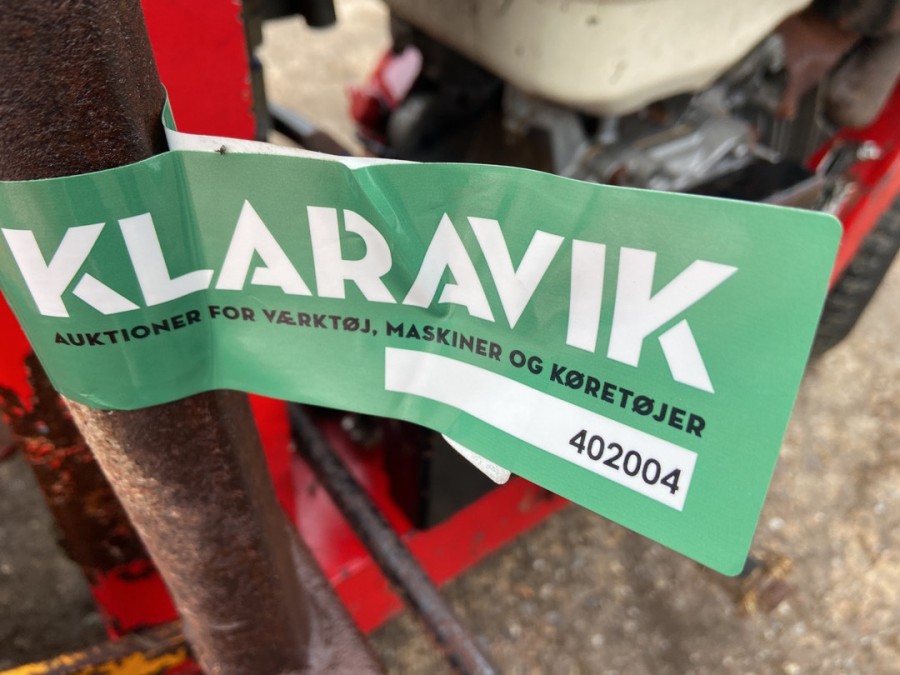 KLARAVIK
AUKTIONER FOR VÆRKTØJ, MASKINER OG KØRETØJER
402004